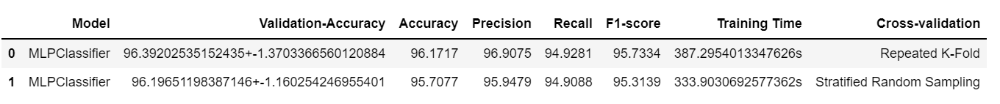 Model Validation-Accuracy Accuracy Precision Recall F1-score Training Time Cross-validation
0 MLPClassifier 96.39202535152435+-1.3703366560120884 96.1717 96.9075 94.9281 95.7334 387.2954013347626s Repeated K-Fold
1 MLPClassifier 96.19651198387146+-1.160254246955401 95.7077 95.9479 94.9088 95.3139 333.9030692577362s Stratified Random Sampling